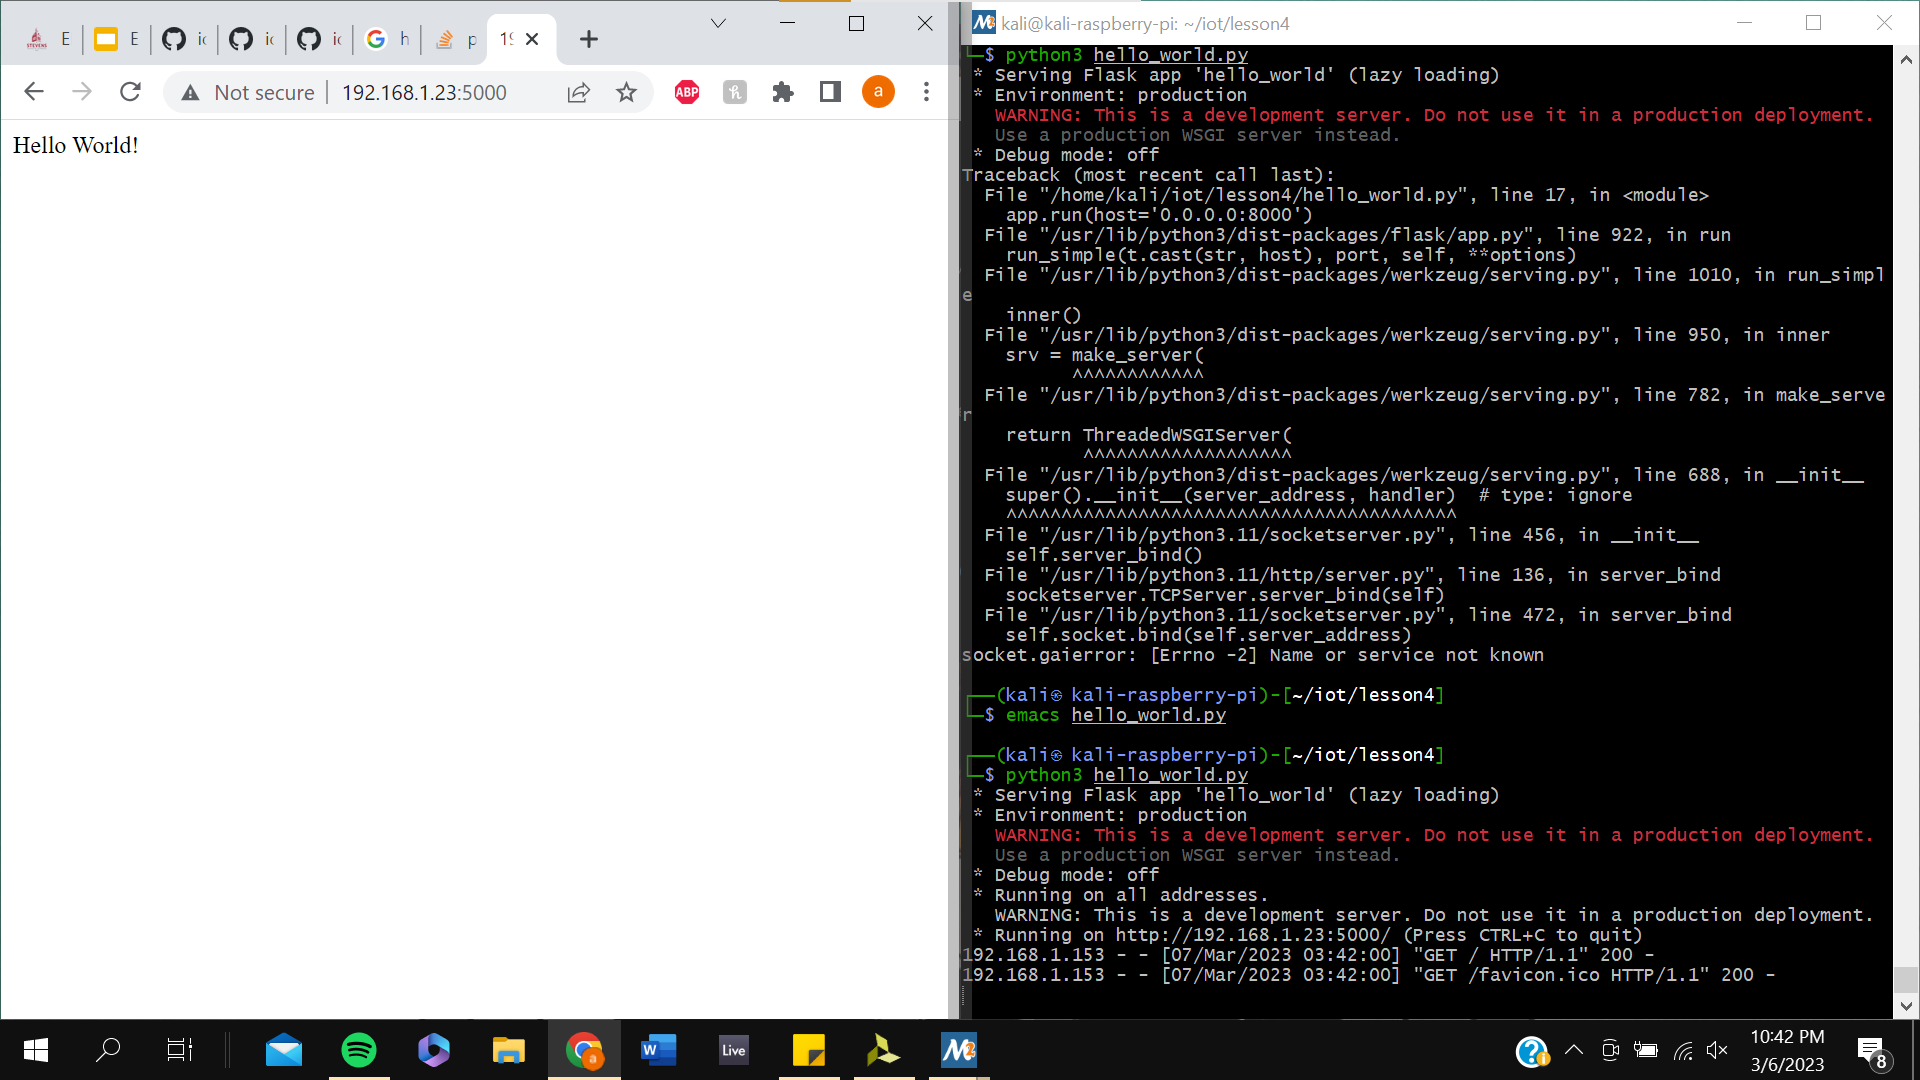 E
E
ic
ic
ic
h
p
19
Not secure
192.168.1.23:5000
ABP
a
Hello World!
kali@kali-raspberry-pi: ~/iot/lesson4
└─$ python3 hello_world.py
* Serving Flask app 'hello_world' (lazy loading)
* Environment: production
WARNING: This is a development server. Do not use it in a production deployment.
Use a production WSGI server instead.
* Debug mode: off
Traceback (most recent call last):
File "/home/kali/iot/lesson4/hello_world.py", line 17, in <module>
app.run(host='0.0.0.0:8000')
File "/usr/lib/python3/dist-packages/flask/app.py", line 922, in run
run_simple(t.cast(str, host), port, self, **options)
File "/usr/lib/python3/dist-packages/werkzeug/serving.py", line 1010, in run_simpl
e
inner()
File "/usr/lib/python3/dist-packages/werkzeug/serving.py", line 950, in inner
srv = make_server(
^^^^^^^^^^^^
File "/usr/lib/python3/dist-packages/werkzeug/serving.py", line 782, in make_serve
r
return ThreadedWSGIServer(
^^^^^^^^^^^^^^^^^^^
File "/usr/lib/python3/dist-packages/werkzeug/serving.py", line 688, in __init__
super().__init__(server_address, handler)  # type: ignore
^^^^^^^^^^^^^^^^^^^^^^^^^^^^^^^^^^^^^^^^^
File "/usr/lib/python3.11/socketserver.py", line 456, in __init__
self.server_bind()
File "/usr/lib/python3.11/http/server.py", line 136, in server_bind
socketserver.TCPServer.server_bind(self)
File "/usr/lib/python3.11/socketserver.py", line 472, in server_bind
self.socket.bind(self.server_address)
socket.gaierror: [Errno -2] Name or service not known
┌──(kali㉿ kali-raspberry-pi)-[~/iot/lesson4]
└─$ emacs hello_world.py
┌──(kali㉿ kali-raspberry-pi)-[~/iot/lesson4]
└─$ python3 hello_world.py
* Serving Flask app 'hello_world' (lazy loading)
* Environment: production
WARNING: This is a development server. Do not use it in a production deployment.
Use a production WSGI server instead.
* Debug mode: off
* Running on all addresses.
WARNING: This is a development server. Do not use it in a production deployment.
* Running on http://192.168.1.23:5000/ (Press CTRL+C to quit)
192.168.1.153 - - [07/Mar/2023 03:42:00] "GET / HTTP/1.1" 200 -
192.168.1.153 - - [07/Mar/2023 03:42:00] "GET /favicon.ico HTTP/1.1" 200 -
Live
10:42 PM
3/6/2023
8